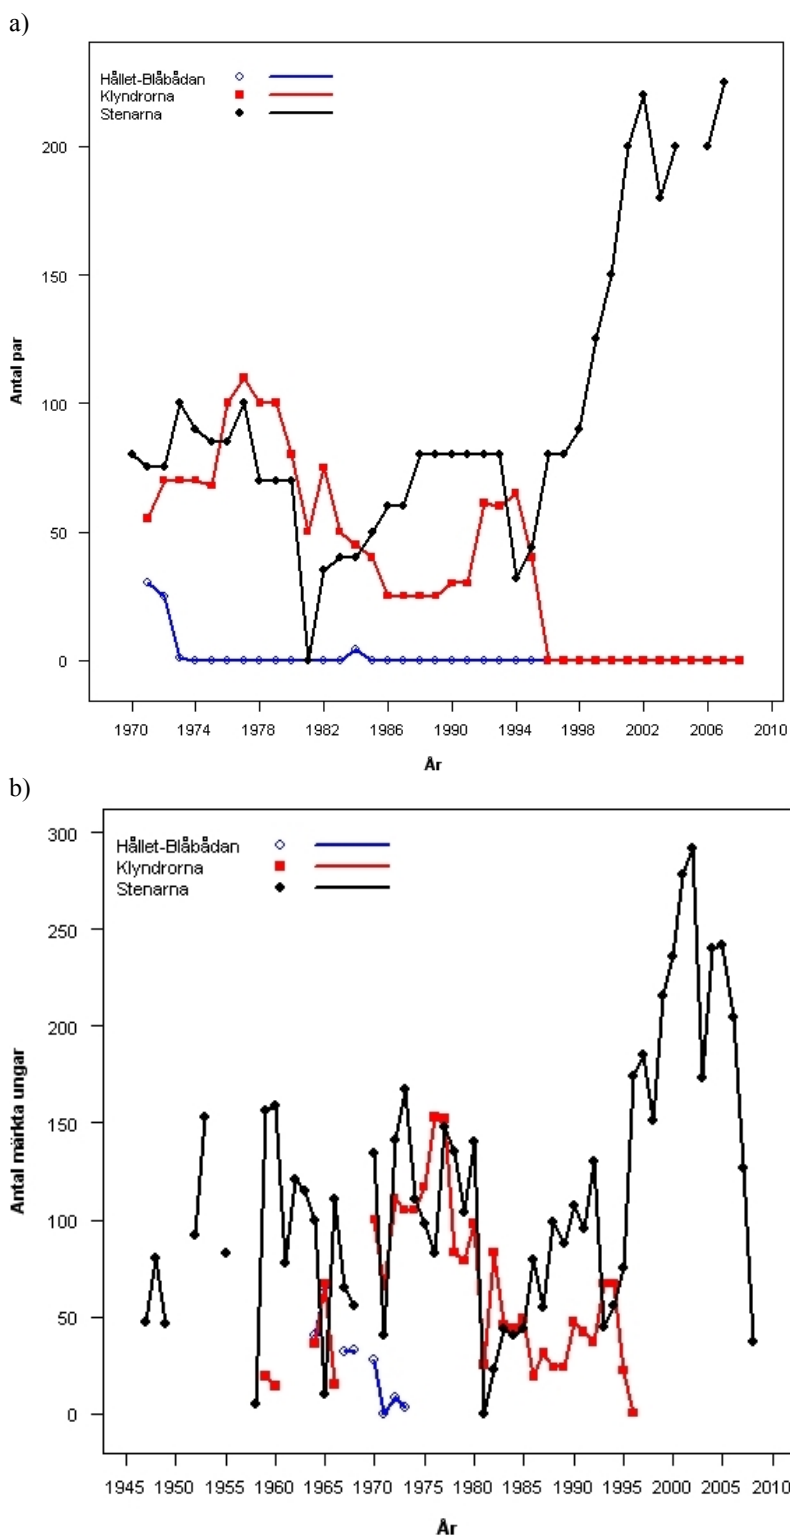 a)
Hållet-Blåbådan
Klyndrorna
Stenarna
200
150
100
50
0
Antal par
1970 1974 1978 1982 1986 1990 1994 1998 2002 2006 2010
År
b)
300
Hållet-Blåbådan
Klyndrorna
Stenarna
250
200
150
100
50
0
Antal märkta ungar
1945 1950 1955 1960 1965 1970 1975 1980 1985 1990 1995 2000 2005 2010
År